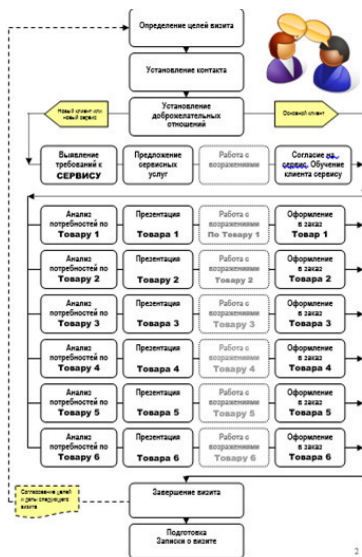 Определение целей визита
Установление контакта
Новый клиент или
новый сервис
Установление
доброжелательных
отношений
Основной клиент
Выявление
требований к
СЕРВИСУ
Предложение
сервисных
услуг
Работа с
возражениями
Согласие на
сервис. Обучение
клиента сервису
Анализ
потребностей по
Товару 1
Презентация
Товара 1
Работа с
возражениями
По Товару 1
Оформление
в заказ
Товар 1
Анализ
потребностей по
Товару 2
Презентация
Товара 2
Работа с
возражениями
Товару 2
Оформление
в заказ
Товара 2
Анализ
потребностей по
Товару 3
Презентация
Товара 3
Работа с
возражениями
Товару 3
Оформление
в заказ
Товара 3
Анализ
потребностей по
Товару 4
Презентация
Товара 4
Работа с
возражениями
Товару 4
Оформление
в заказ
Товара 4
Анализ
потребностей по
Товару 5
Презентация
Товара 5
Работа с
возражениями
Товару 5
Оформление
в заказ
Товара 5
Анализ
потребностей по
Товару 6
Презентация
Товара 6
Работа с
возражениями
Товару 6
Оформление
в заказ
Товара 6
Согласование целей
и даты следующего
визита
Завершение визита
Подготовка
Записки о визите
2